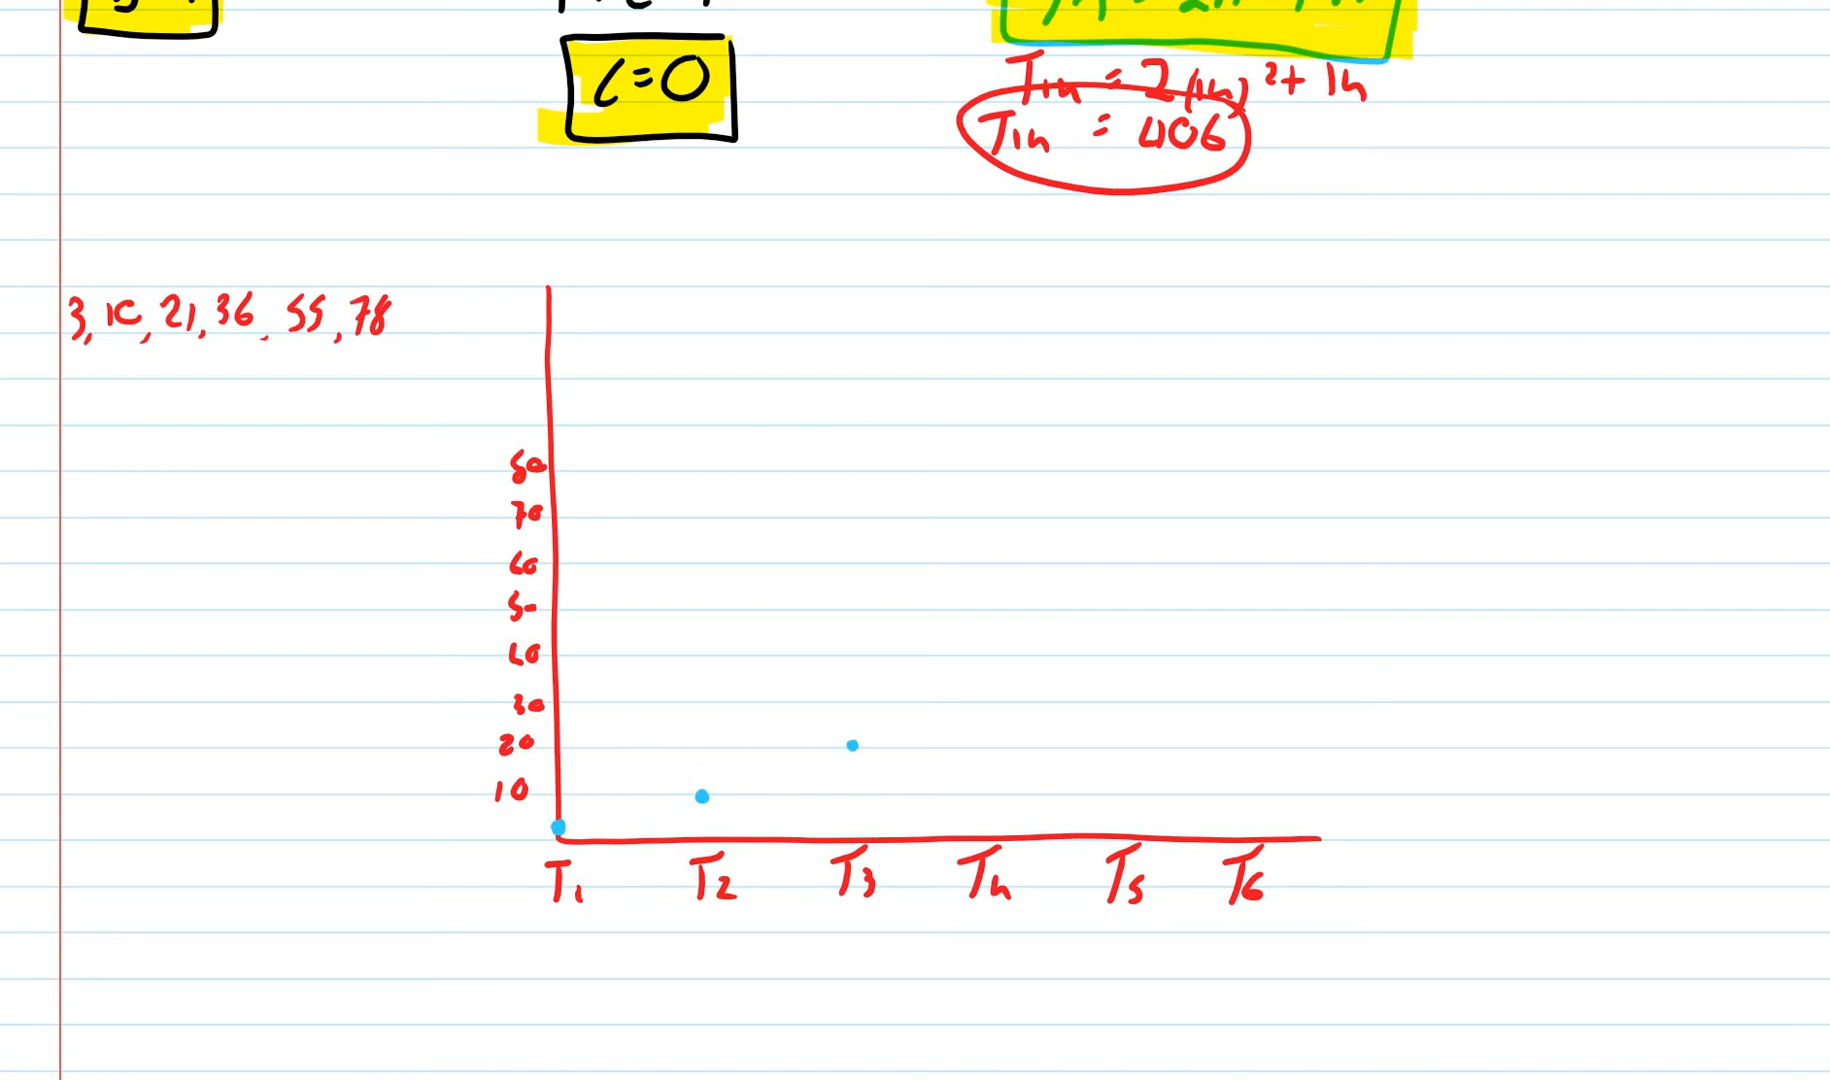 c=0
T14 = 2(14)²+14
T14 = 406
3, 10, 21, 36, 55, 78
80
70
60
50
40
30
20
10
T1 T2 T3 T4 T5 T6